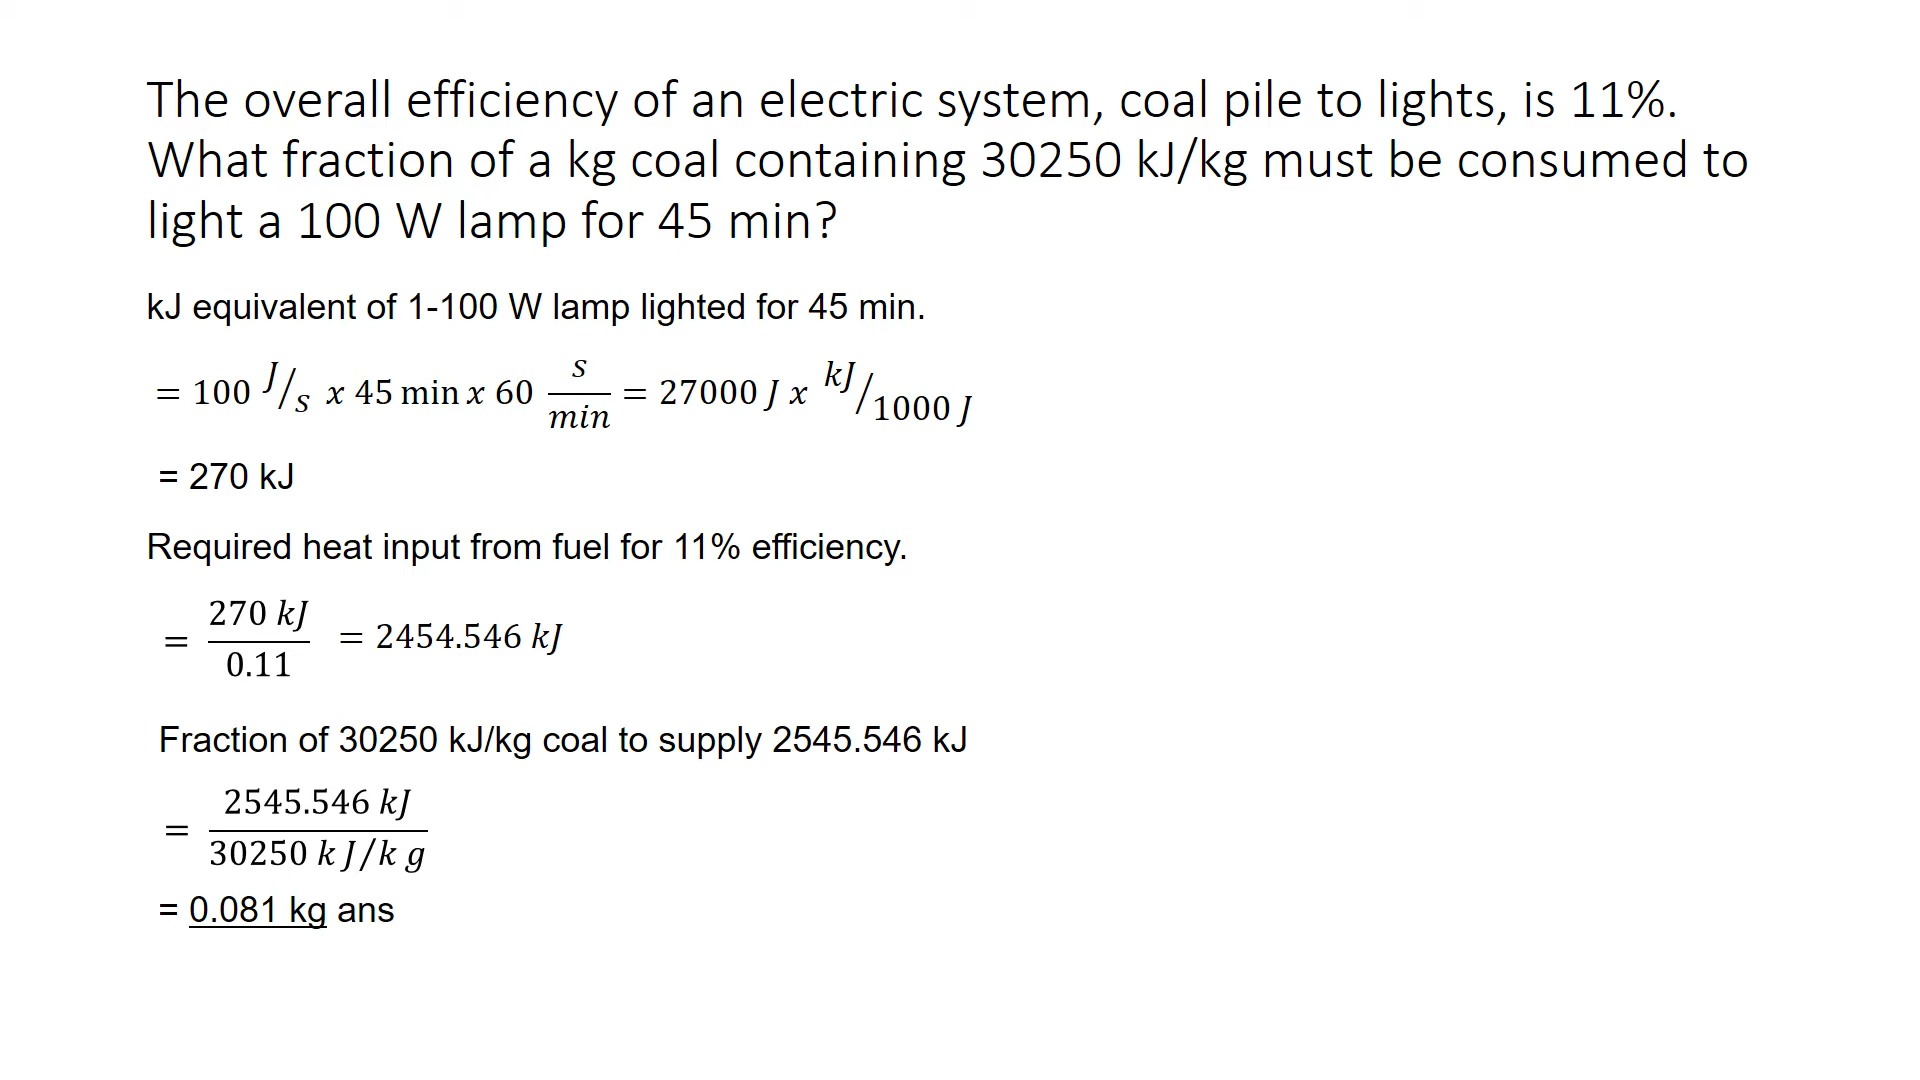 The overall efficiency of an electric system, coal pile to lights, is 11%.
What fraction of a kg coal containing 30250 kJ/kg must be consumed to
light a 100 W lamp for 45 min?
kJ equivalent of 1-100 W lamp lighted for 45 min.
= 100 J/s x 45 min x 60 s/min = 27000 J x kJ/1000 J
= 270 kJ
Required heat input from fuel for 11% efficiency.
= 270 kJ/0.11 = 2454.546 kJ
Fraction of 30250 kJ/kg coal to supply 2545.546 kJ
= 2545.546 kJ/30250 k J/k g
= 0.081 kg ans